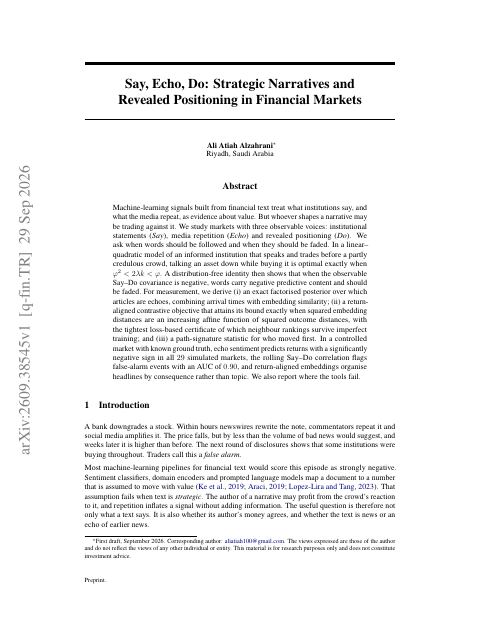 arXiv:2609.38545v1 [q-fin.TR] 29 Sep 2026
Say, Echo, Do: Strategic Narratives and
Revealed Positioning in Financial Markets
Ali Atiah Alzahrani*
Riyadh, Saudi Arabia
Abstract
Machine-learning signals built from financial text treat what institutions say, and
what the media repeat, as evidence about value. But whoever shapes a narrative may
be trading against it. We study markets with three observable voices: institutional
statements (Say), media repetition (Echo) and revealed positioning (Do). We
ask when words should be followed and when they should be faded. In a linear–
quadratic model of an informed institution that speaks and trades before a partly
credulous crowd, talking an asset down while buying it is optimal exactly when
φ² < 2λk < φ. A distribution-free identity then shows that when the observable
Say–Do covariance is negative, words carry negative predictive content and should
be faded. For measurement, we derive (i) an exact factorised posterior over which
articles are echoes, combining arrival times with embedding similarity; (ii) a return-
aligned contrastive objective that attains its bound exactly when squared embedding
distances are an increasing affine function of squared outcome distances, with
the tightest loss-based certificate of which neighbour rankings survive imperfect
training; and (iii) a path-signature statistic for who moved first. In a controlled
market with known ground truth, echo sentiment predicts returns with a significantly
negative sign in all 29 simulated markets, the rolling Say–Do correlation flags
false-alarm events with an AUC of 0.90, and return-aligned embeddings organise
headlines by consequence rather than topic. We also report where the tools fail.
1 Introduction
A bank downgrades a stock. Within hours newswires rewrite the note, commentators repeat it and
social media amplifies it. The price falls, but by less than the volume of bad news would suggest, and
weeks later it is higher than before. The next round of disclosures shows that some institutions were
buying throughout. Traders call this a false alarm.
Most machine-learning pipelines for financial text would score this episode as strongly negative.
Sentiment classifiers, domain encoders and prompted language models map a document to a number
that is assumed to move with value (Ke et al., 2019; Araci, 2019; Lopez-Lira and Tang, 2023). That
assumption fails when text is strategic. The author of a narrative may profit from the crowd's reaction
to it, and repetition inflates a signal without adding information. The useful question is therefore not
only what a text says. It is also whether its author's money agrees, and whether the text is news or an
echo of earlier news.
*First draft, September 2026. Corresponding author: aliatiah100@gmail.com. The views expressed are those of the author
and do not reflect the views of any other individual or entity. This material is for research purposes only and does not constitute
investment advice.
Preprint.